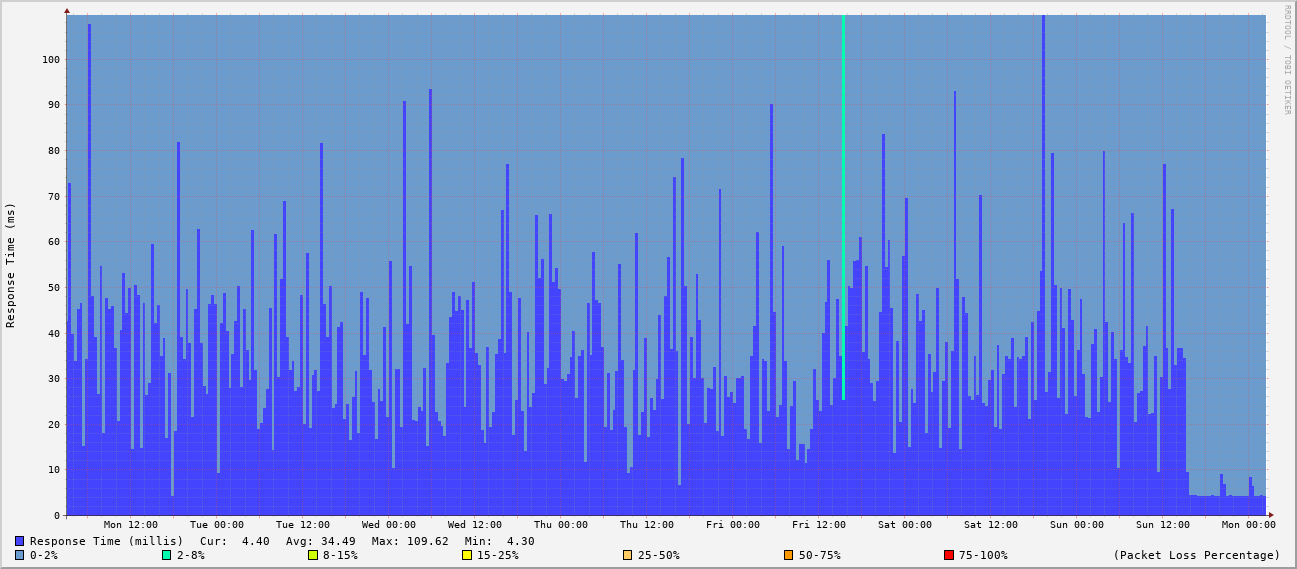 RRDTOOL / TOBI OETIKER
Response Time (ms)
100
90
80
70
60
50
40
30
20
10
0
Mon 12:00 Tue 00:00 Tue 12:00 Wed 00:00 Wed 12:00 Thu 00:00 Thu 12:00 Fri 00:00 Fri 12:00 Sat 00:00 Sat 12:00 Sun 00:00 Sun 12:00 Mon 00:00
Response Time (millis) Cur: 4.40 Avg: 34.49 Max: 109.62 Min: 4.30
0-2% 2-8% 8-15% 15-25% 25-50% 50-75% 75-100% (Packet Loss Percentage)